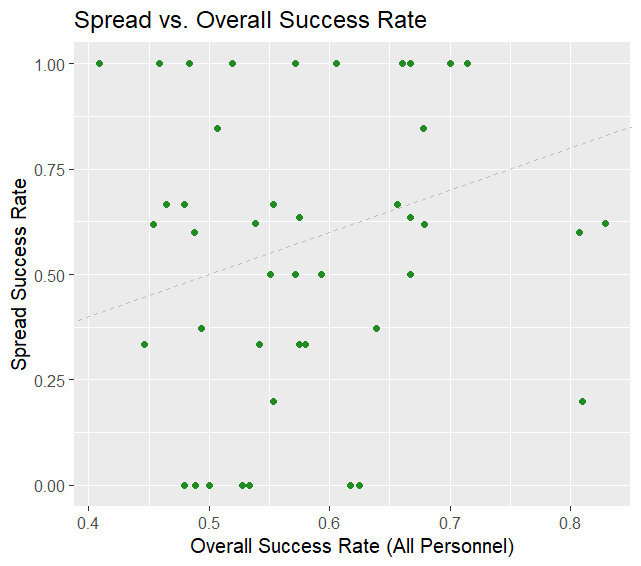 Spread vs. Overall Success Rate
Spread Success Rate
1.00
0.75
0.50
0.25
0.00
0.4 0.5 0.6 0.7 0.8
Overall Success Rate (All Personnel)